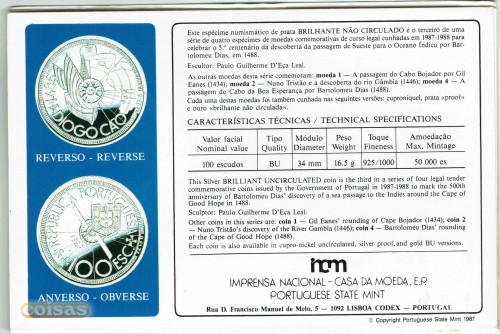 DIOGO CÃO
REVERSO - REVERSE
REPÚBLICA PORTUGUESA
100 ESC.
ANVERSO - OBVERSE
coisas
Este espécime numismático de prata BRILHANTE NÃO CIRCULADO é o terceiro de uma
série de quatro espécimes de moedas comemorativas de curso legal cunhadas em 1987-1988 para
celebrar o 5.º centenário da descoberta da passagem de Sueste para o Oceano Índico por Bar-
tolomeu Dias, em 1488.
Escultor: Paulo Guilherme D'Eça Leal.
As outras moedas desta série comemoram: moeda 1 — A passagem do Cabo Bojador por Gil
Eanes (1434); moeda 2 — Nuno Tristão e a descoberta do rio Gâmbia (1446); moeda 4 — A
passagem do Cabo da Boa Esperança por Bartolomeu Dias (1488).
Cada uma destas moedas foi também cunhada nas seguintes versões: cuproníquel, prata «proof»
e ouro «brilhante não circulada».
CARACTERÍSTICAS TÉCNICAS / TECHNICAL SPECIFICATIONS
Valor facial Tipo Módulo Peso Toque Amoedação
Nominal value Quality Diameter Weight Fineness Max. Mintage
100 escudos BU 34 mm 16.5 g 925/1000 50 000 ex
This Silver BRILLIANT UNCIRCULATED coin is the third in a series of four legal tender
commemorative coins issued by the Government of Portugal in 1987-1988 to mark the 500th
anniversary of Bartolomeu Dias' discovery of a sea passage to the Indies around the Cape of
Good Hope in 1488.
Sculptor: Paulo Guilherme D'Eça Leal.
Other coins in this series are: coin 1 — Gil Eanes' rounding of Cape Bojador (1434); coin 2
— Nuno Tristão's discovery of the River Gambia (1446); coin 4 — Bartolomeu Dias' rounding
of the Cape of Good Hope (1488).
Each coin is also available in cupro-nickel uncirculated, silver proof, and gold BU versions.
incm
IMPRENSA NACIONAL - CASA DA MOEDA, E.P.
PORTUGUESE STATE MINT
Rua D. Francisco Manuel de Melo, 5 — 1092 LISBOA CODEX — PORTUGAL
© Copyright Portuguese State Mint 1987